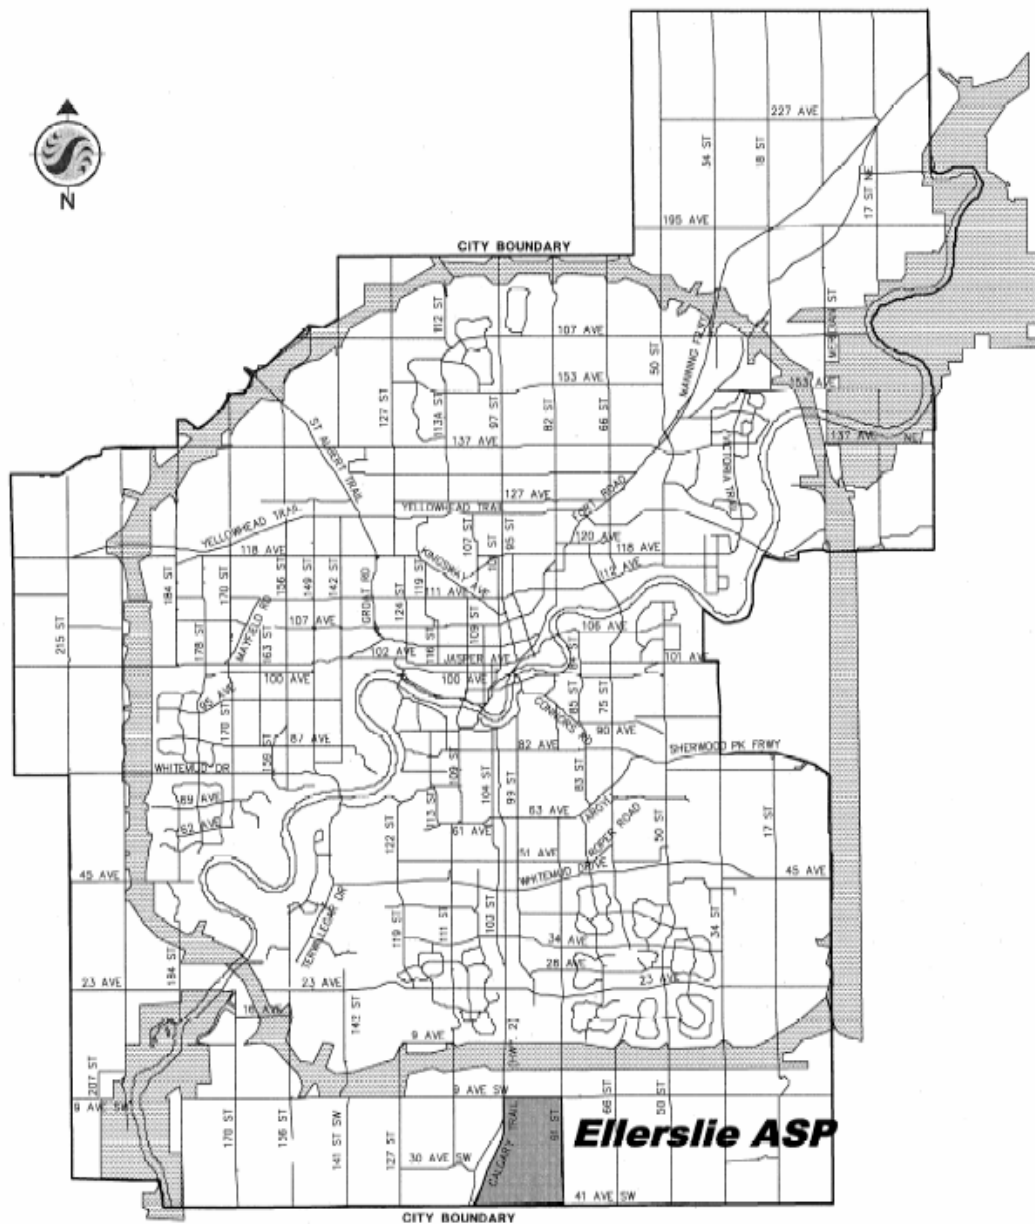 227 AVE
34 ST
18 ST
17 ST NE
N
195 AVE
CITY BOUNDARY
112 ST
107 AVE
MERIDIAN ST
50 ST
153 AVE
153 AVE
127 ST
113A ST
97 ST
82 ST
66 ST
137 AVE
137 AVE NE
ST ALBERT TRAIL
VICTORIA TRAIL
127 AVE
YELLOWHEAD TRAIL
YELLOWHEAD TRAIL
FORT ROAD
120 AVE
118 AVE
118 AVE
107 ST
95 ST
KINGSWAY AVE
112 AVE
184 ST
170 ST
156 ST
149 ST
142 ST
GROAT RD
124 ST
119 ST
111 AVE
215 ST
178 ST
MAYFIELD RD
163 ST
107 AVE
116 ST
109 ST
106 AVE
102 AVE
JASPER AVE
84 ST
101 AVE
100 AVE
100 AVE
95 AVE
170 ST
85 ST
75 ST
CONNORS RD
90 AVE
87 AVE
82 AVE
SHERWOOD PK FRWY
WHITEMUD DR
159 ST
109 ST
104 ST
99 ST
83 ST
69 AVE
62 AVE
113 ST
63 AVE
ARGY
61 AVE
122 ST
ROPER ROAD
50 ST
17 ST
51 AVE
45 AVE
WHITEMUD DRIVE
45 AVE
TERWILLEGAR DR
119 ST
111 ST
103 ST
34 AVE
34 ST
28 AVE
184 ST
23 AVE
23 AVE
23 AVE
16 AVE
142 ST
9 AVE
HWY. 2
207 ST
9 AVE SW
9 AVE SW
170 ST
156 ST
141 ST SW
127 ST
CALGARY TRAIL
91 ST
66 ST
50 ST
Ellerslie ASP
30 AVE SW
41 AVE SW
CITY BOUNDARY